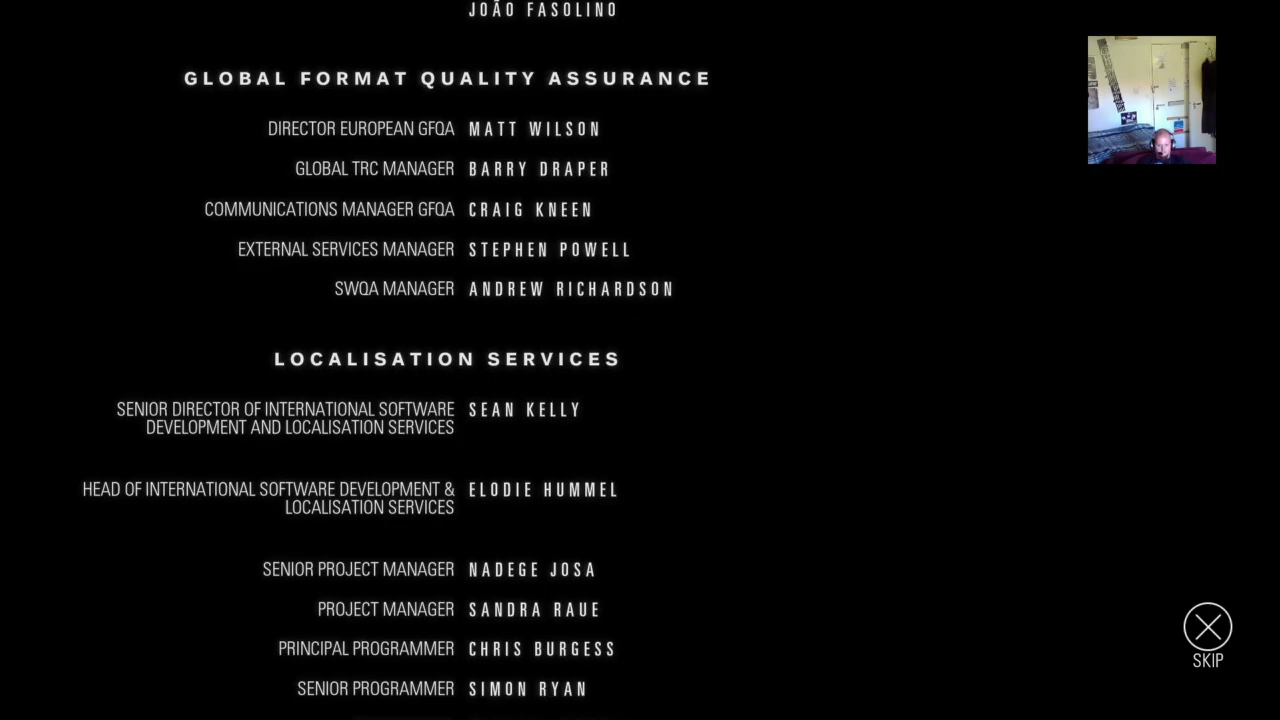 JOÃO FASOLINO
GLOBAL FORMAT QUALITY ASSURANCE
DIRECTOR EUROPEAN GFQA MATT WILSON
GLOBAL TRC MANAGER BARRY DRAPER
COMMUNICATIONS MANAGER GFQA CRAIG KNEEN
EXTERNAL SERVICES MANAGER STEPHEN POWELL
SWQA MANAGER ANDREW RICHARDSON
LOCALISATION SERVICES
SENIOR DIRECTOR OF INTERNATIONAL SOFTWARE SEAN KELLY
DEVELOPMENT AND LOCALISATION SERVICES
HEAD OF INTERNATIONAL SOFTWARE DEVELOPMENT & ELODIE HUMMEL
LOCALISATION SERVICES
SENIOR PROJECT MANAGER NADEGE JOSA
PROJECT MANAGER SANDRA RAUE
PRINCIPAL PROGRAMMER CHRIS BURGESS
SENIOR PROGRAMMER SIMON RYAN
SKIP